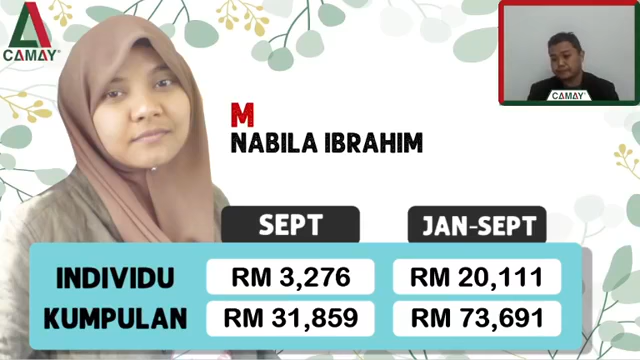 CAMAY®
CAMAY®
M
NABILA IBRAHIM
SEPT JAN-SEPT
INDIVIDU RM 3,276 RM 20,111
KUMPULAN RM 31,859 RM 73,691